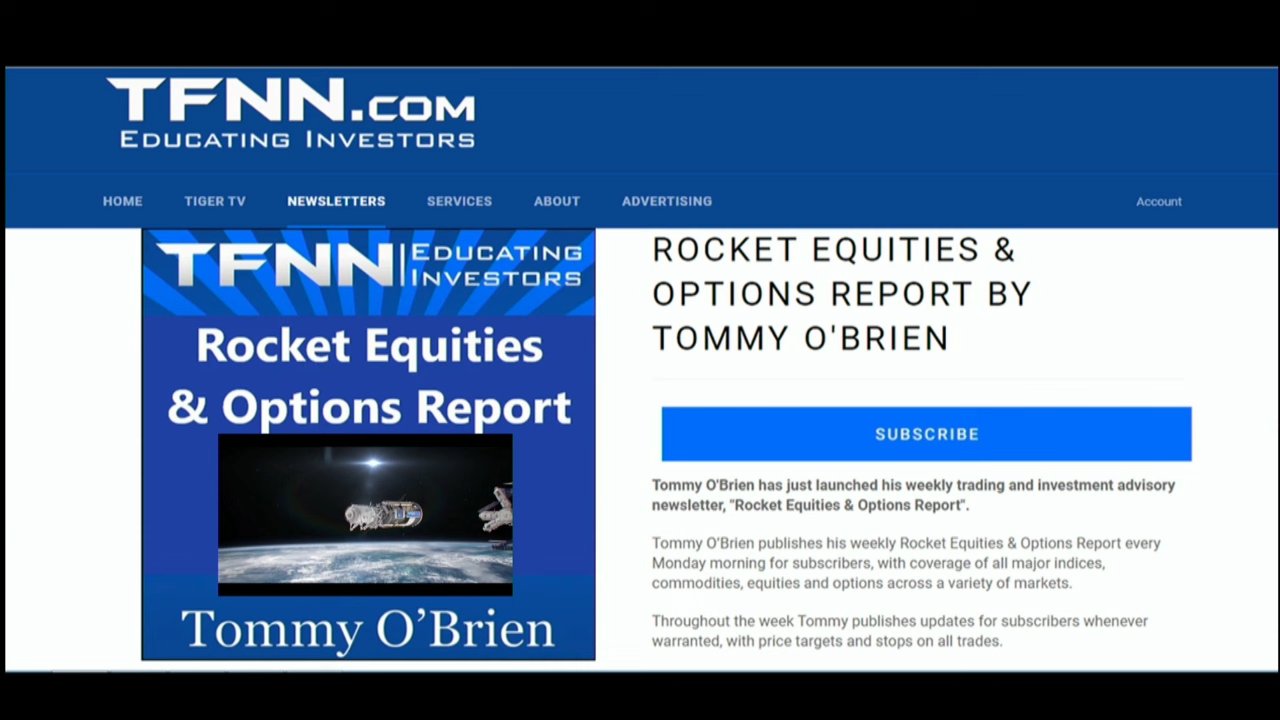 TFNN.COM
EDUCATING INVESTORS
HOME TIGER TV NEWSLETTERS SERVICES ABOUT ADVERTISING Account
TFNN | EDUCATING
INVESTORS
Rocket Equities
& Options Report
Tommy O’Brien
ROCKET EQUITIES &
OPTIONS REPORT BY
TOMMY O'BRIEN
SUBSCRIBE
Tommy O'Brien has just launched his weekly trading and investment advisory
newsletter, "Rocket Equities & Options Report".
Tommy O’Brien publishes his weekly Rocket Equities & Options Report every
Monday morning for subscribers, with coverage of all major indices,
commodities, equities and options across a variety of markets.
Throughout the week Tommy publishes updates for subscribers whenever
warranted, with price targets and stops on all trades.